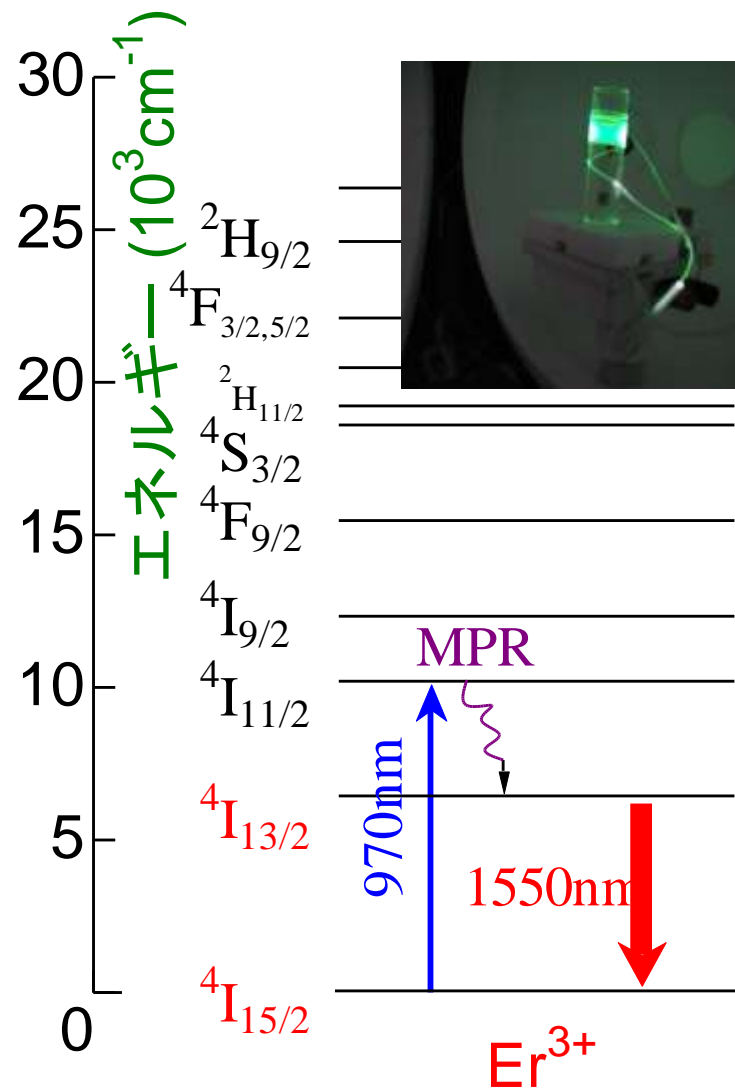 エネルギー (10³cm⁻¹)
30
25
20
15
10
5
0
²H₉/₂
⁴F₃/₂,₅/₂
²H₁₁/₂
⁴S₃/₂
⁴F₉/₂
⁴I₉/₂
⁴I₁₁/₂
⁴I₁₃/₂
⁴I₁₅/₂
MPR
970nm
1550nm
Er³⁺